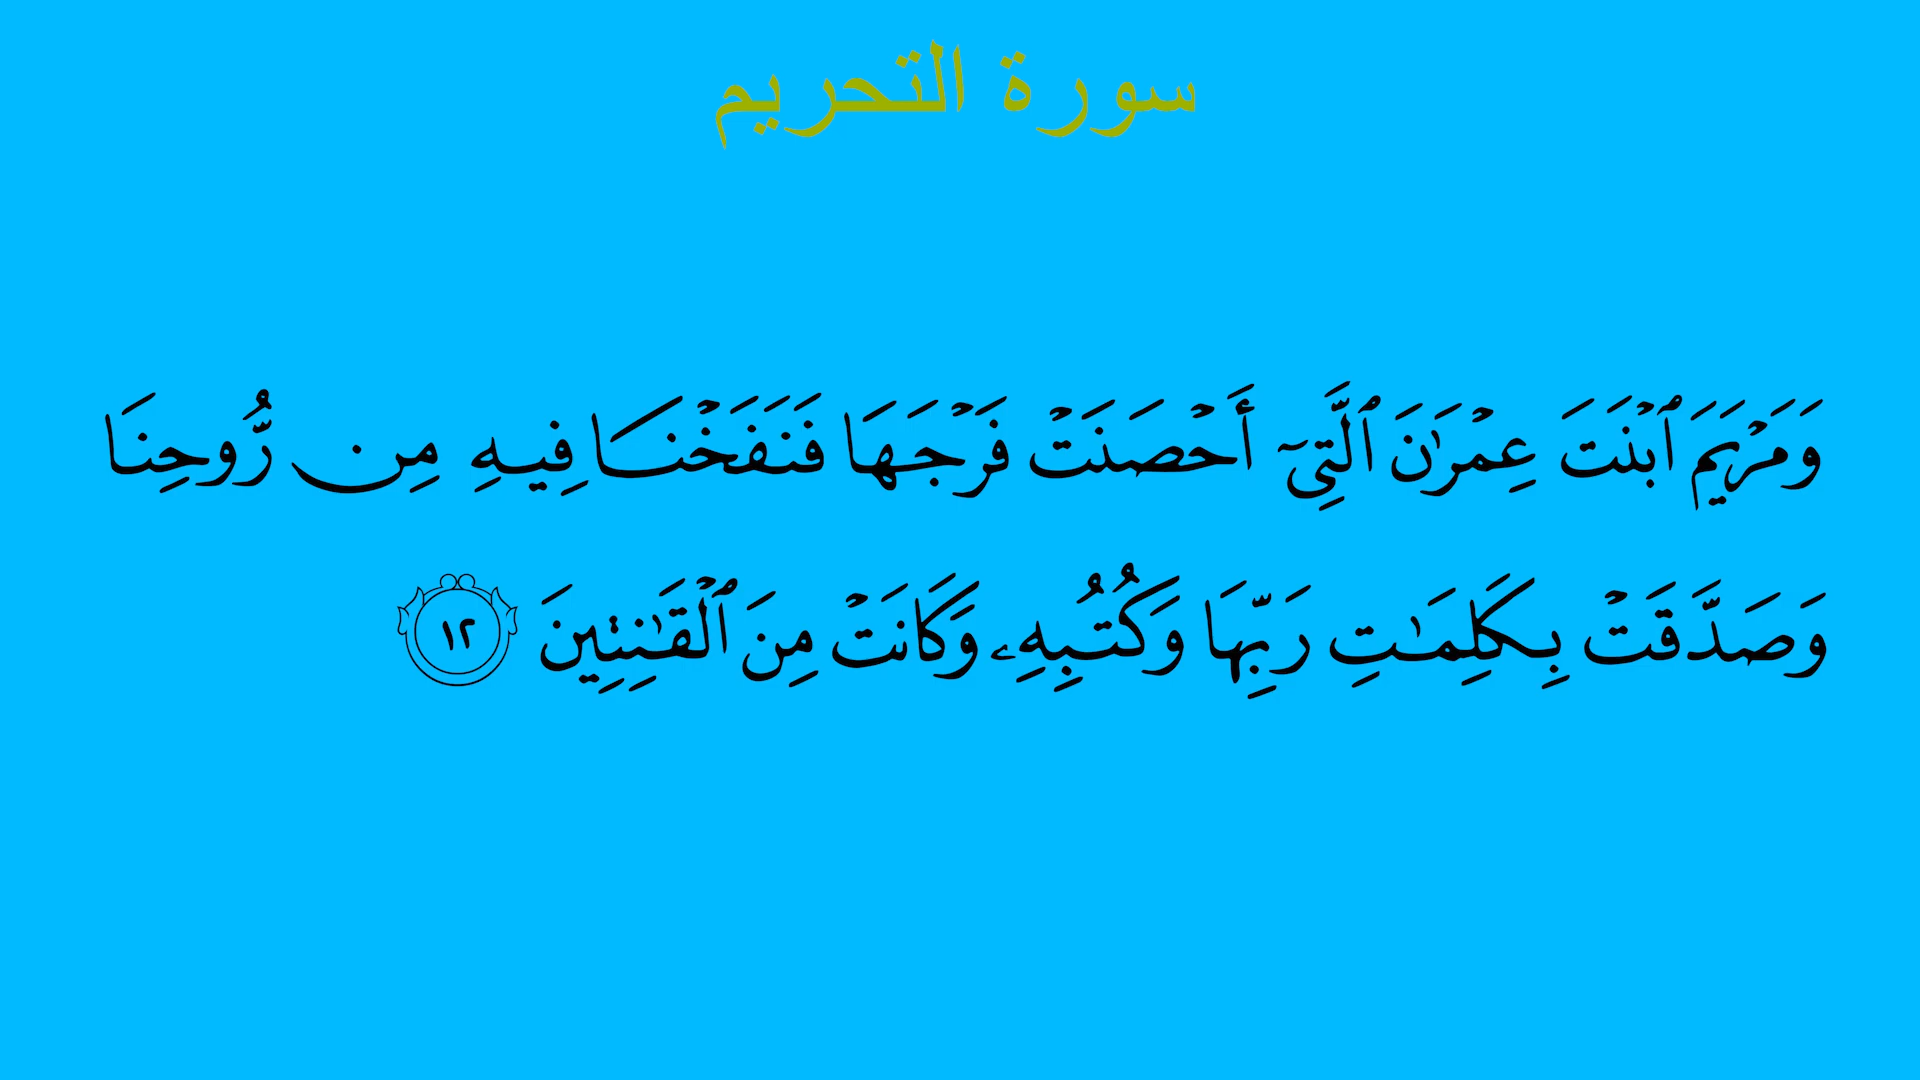 سورة التحريم
وَمَرْيَمَ ٱبْنَتَ عِمْرَٰنَ ٱلَّتِىٓ أَحْصَنَتْ فَرْجَهَا فَنَفَخْنَا فِيهِ مِن رُّوحِنَا
وَصَدَّقَتْ بِكَلِمَٰتِ رَبِّهَا وَكُتُبِهِۦ وَكَانَتْ مِنَ ٱلْقَٰنِتِينَ ١٢